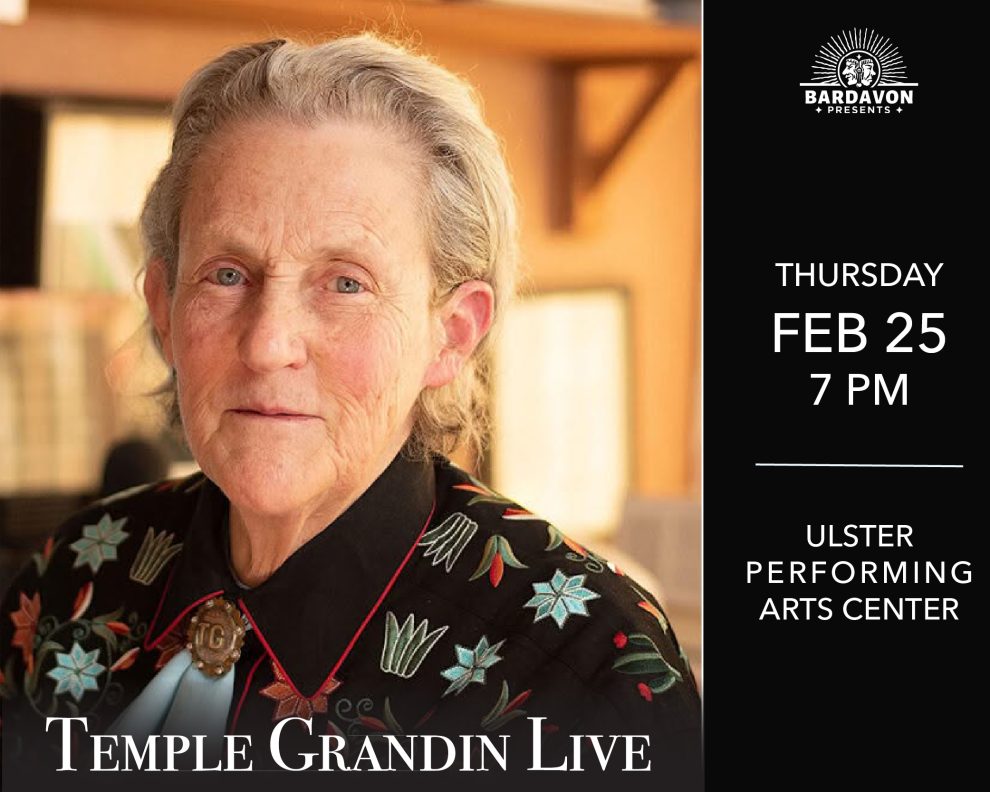 BARDAVON
PRESENTS
THURSDAY
FEB 25
7 PM
ULSTER
PERFORMING
ARTS CENTER
TG
TEMPLE GRANDIN LIVE